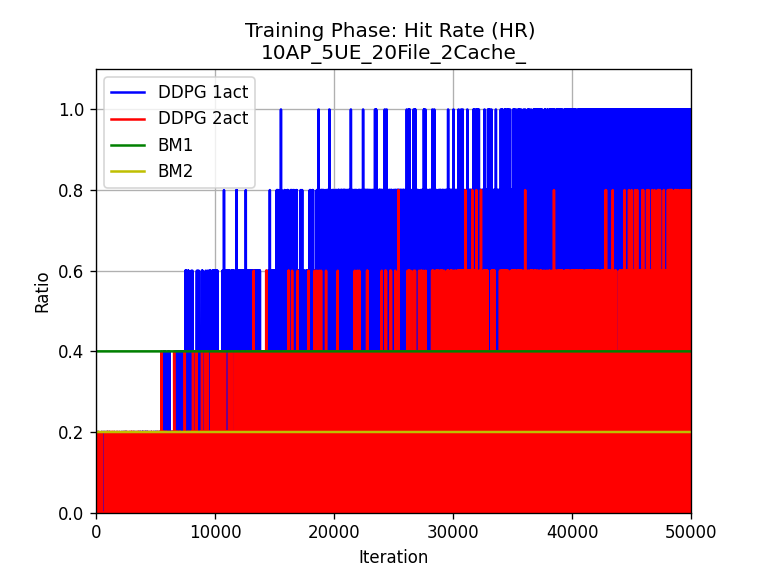 Training Phase: Hit Rate (HR)
10AP_5UE_20File_2Cache_
DDPG 1act
DDPG 2act
BM1
BM2
1.0
0.8
0.6
0.4
0.2
0.0
Ratio
0 10000 20000 30000 40000 50000
Iteration